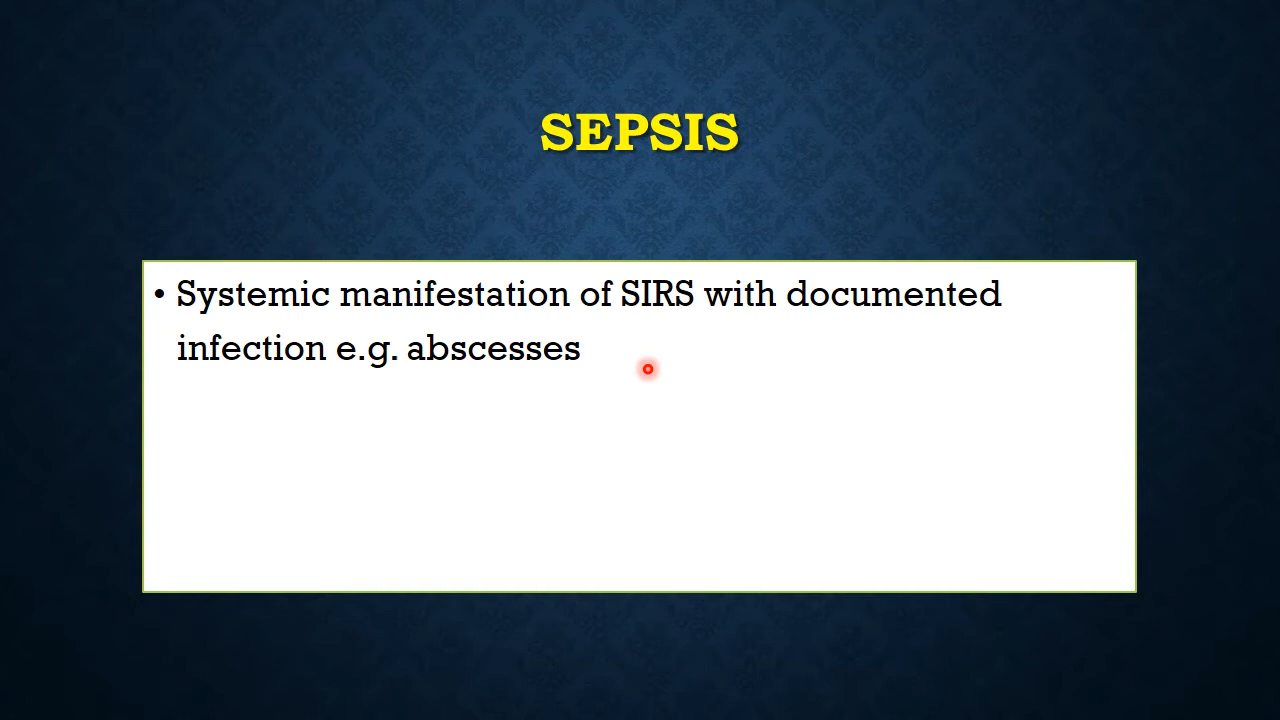 SEPSIS
• Systemic manifestation of SIRS with documented
infection e.g. abscesses